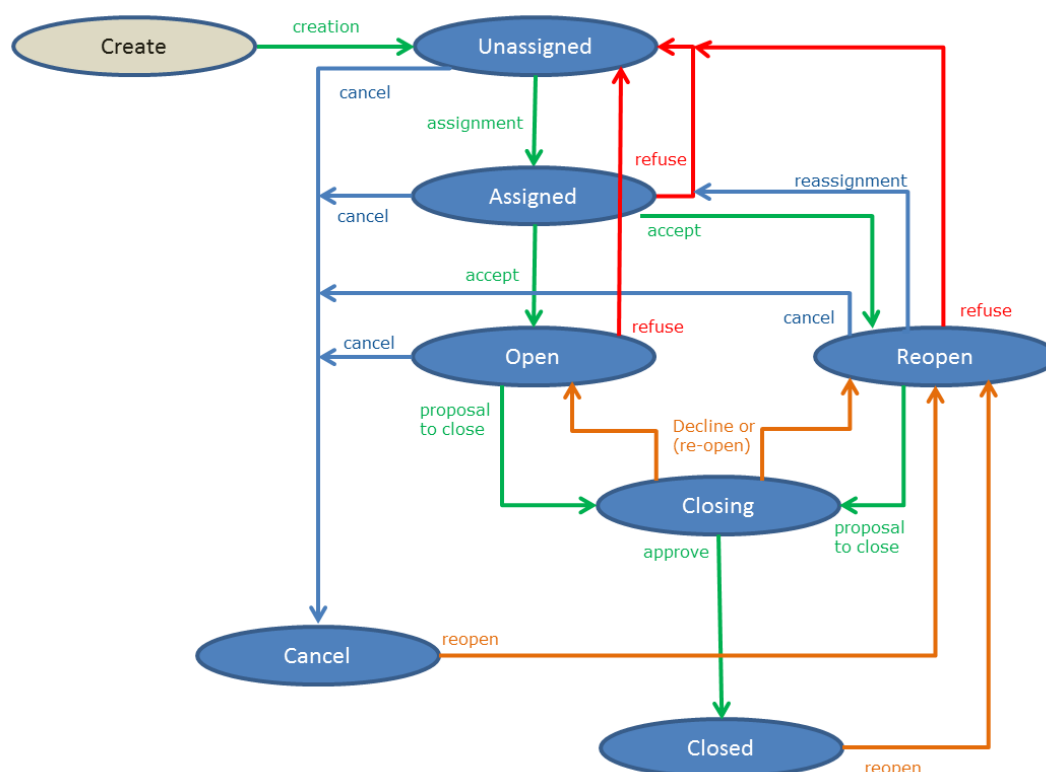 creation
Create
Unassigned
cancel
assignment
refuse
reassignment
Assigned
cancel
accept
accept
cancel
refuse
refuse
cancel
Open
Reopen
proposal
to close
Decline or
(re-open)
Closing
proposal
to close
approve
reopen
Cancel
Closed
reopen